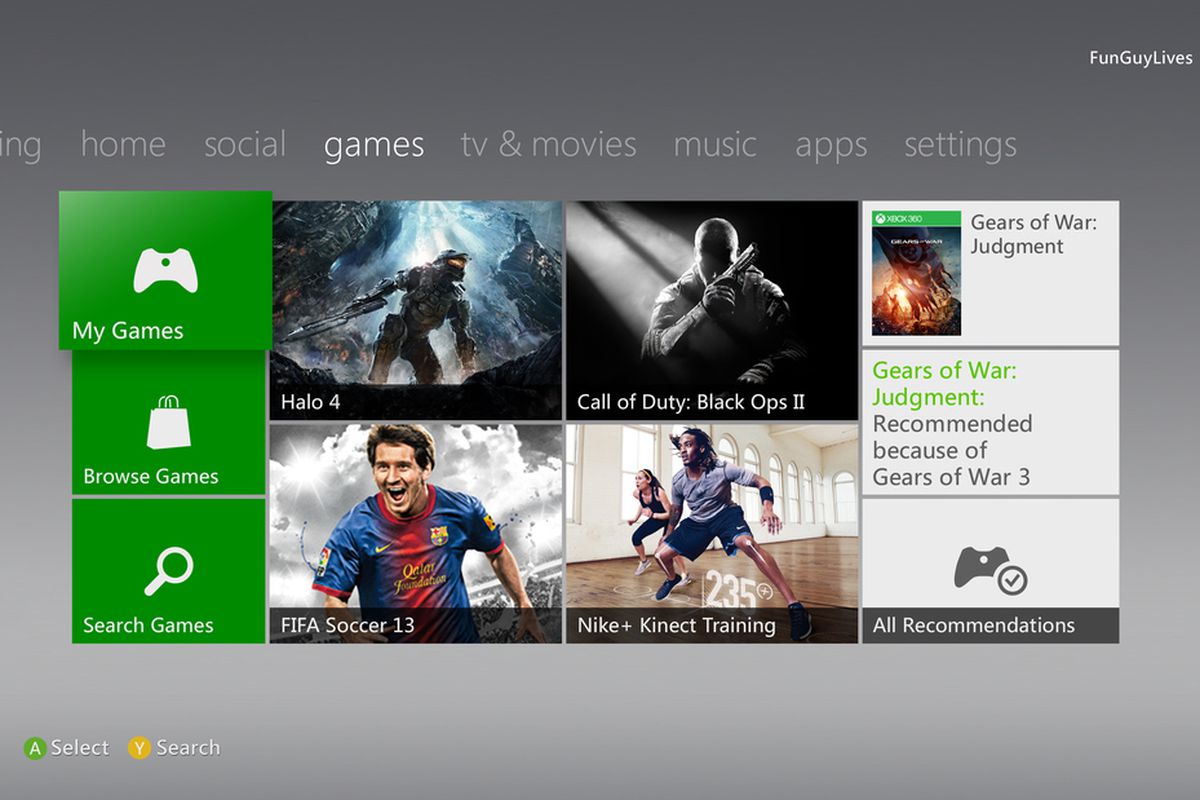 FunGuyLives
ing home social games tv & movies music apps settings
My Games
Browse Games
Search Games
Halo 4
Call of Duty: Black Ops II
FIFA Soccer 13
Qatar
Foundation
Nike+ Kinect Training
235+
XBOX 360
GEARS OF WAR
Gears of War:
Judgment
Gears of War:
Judgment:
Recommended
because of
Gears of War 3
All Recommendations
A Select Y Search